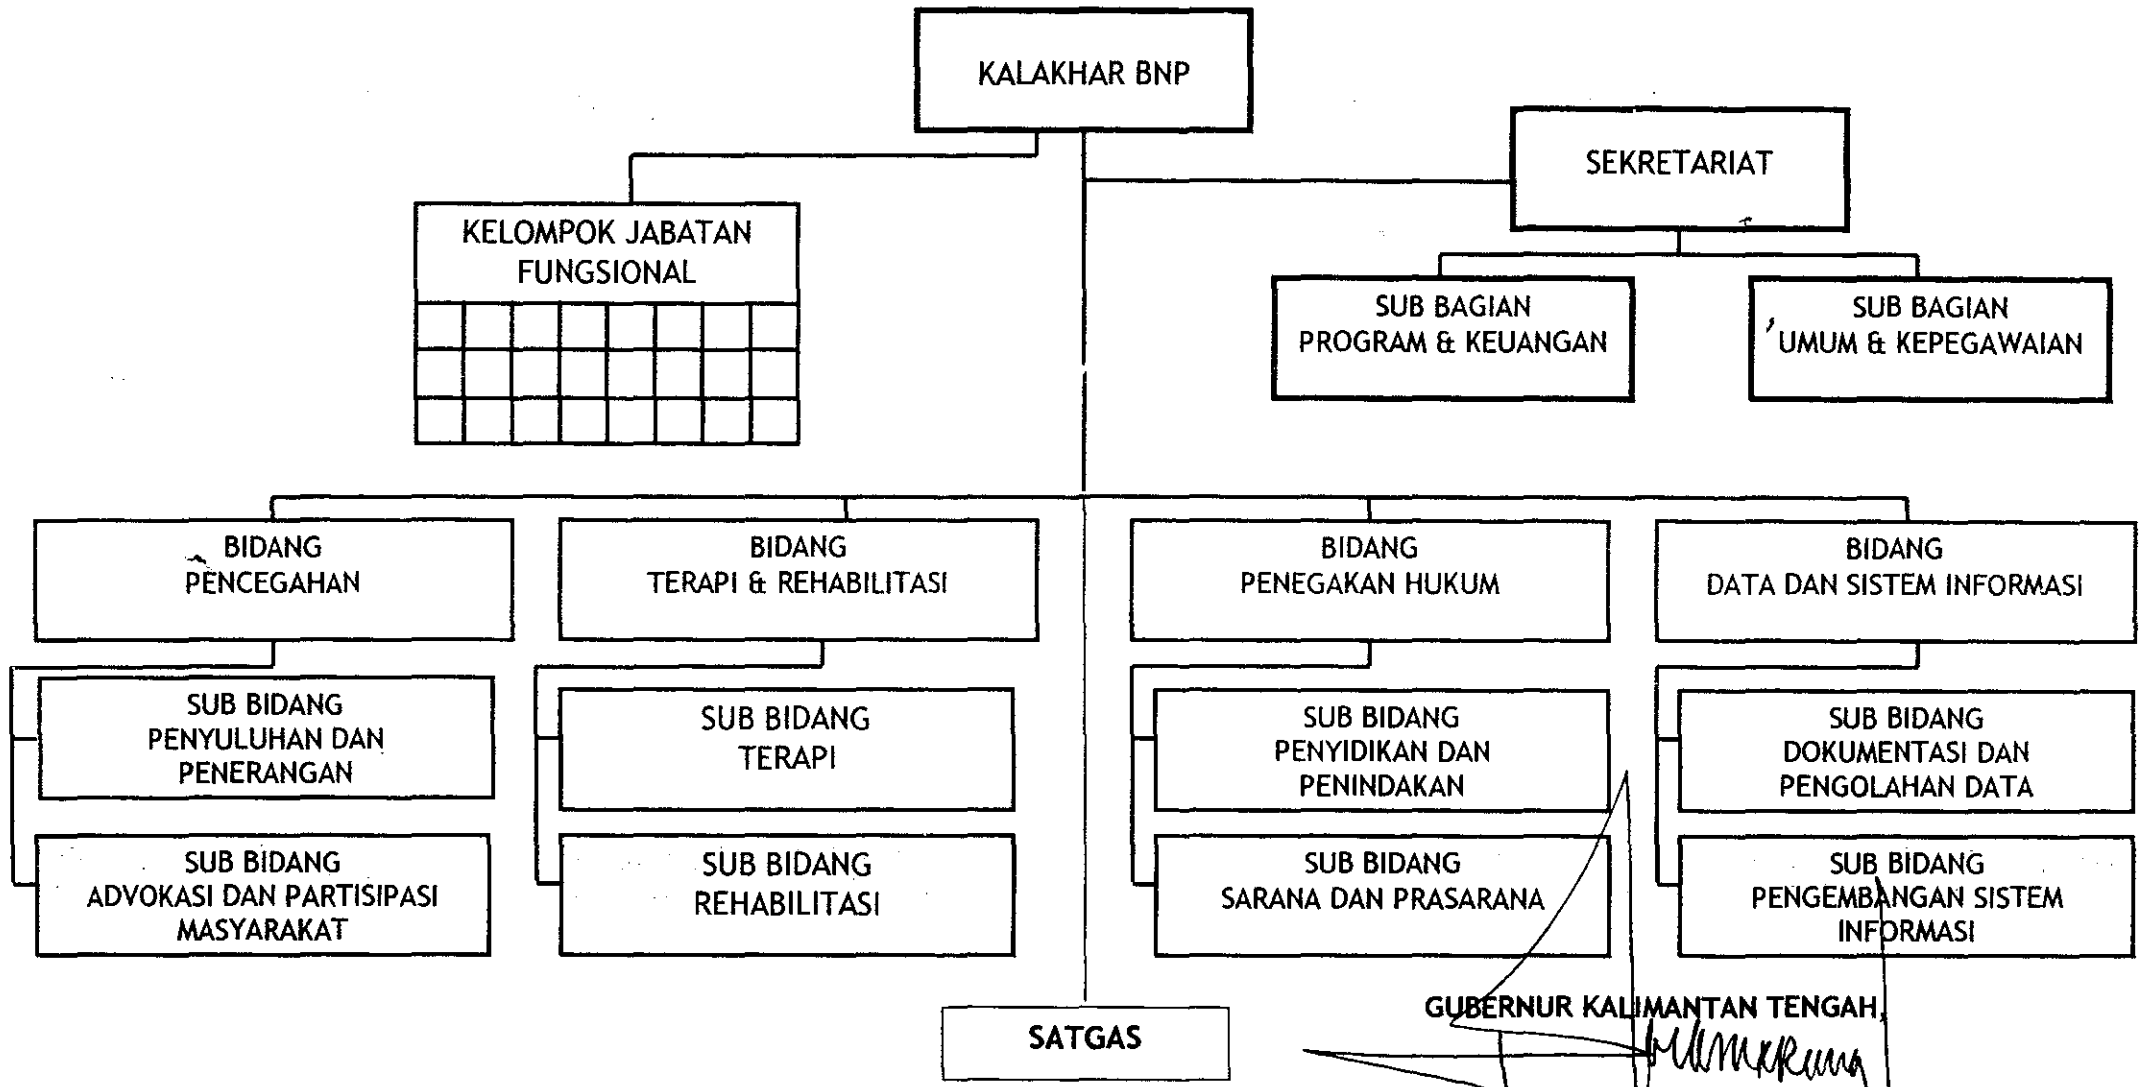 KALAKHAR BNP
SEKRETARIAT
KELOMPOK JABATAN
FUNGSIONAL
SUB BAGIAN
PROGRAM & KEUANGAN
SUB BAGIAN
UMUM & KEPEGAWAIAN
BIDANG
PENCEGAHAN
BIDANG
TERAPI & REHABILITASI
BIDANG
PENEGAKAN HUKUM
BIDANG
DATA DAN SISTEM INFORMASI
SUB BIDANG
PENYULUHAN DAN
PENERANGAN
SUB BIDANG
TERAPI
SUB BIDANG
PENYIDIKAN DAN
PENINDAKAN
SUB BIDANG
DOKUMENTASI DAN
PENGOLAHAN DATA
SUB BIDANG
ADVOKASI DAN PARTISIPASI
MASYARAKAT
SUB BIDANG
REHABILITASI
SUB BIDANG
SARANA DAN PRASARANA
SUB BIDANG
PENGEMBANGAN SISTEM
INFORMASI
SATGAS
GUBERNUR KALIMANTAN TENGAH,